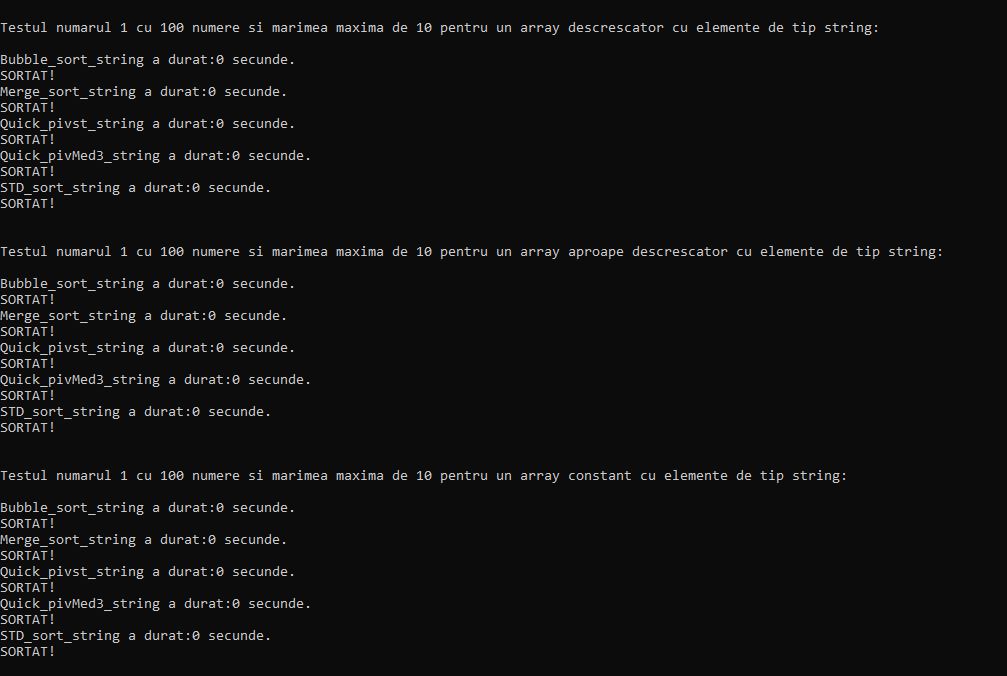 Testul numarul 1 cu 100 numere si marimea maxima de 10 pentru un array descrescator cu elemente de tip string:
Bubble_sort_string a durat:0 secunde.
SORTAT!
Merge_sort_string a durat:0 secunde.
SORTAT!
Quick_pivst_string a durat:0 secunde.
SORTAT!
Quick_pivMed3_string a durat:0 secunde.
SORTAT!
STD_sort_string a durat:0 secunde.
SORTAT!
Testul numarul 1 cu 100 numere si marimea maxima de 10 pentru un array aproape descrescator cu elemente de tip string:
Bubble_sort_string a durat:0 secunde.
SORTAT!
Merge_sort_string a durat:0 secunde.
SORTAT!
Quick_pivst_string a durat:0 secunde.
SORTAT!
Quick_pivMed3_string a durat:0 secunde.
SORTAT!
STD_sort_string a durat:0 secunde.
SORTAT!
Testul numarul 1 cu 100 numere si marimea maxima de 10 pentru un array constant cu elemente de tip string:
Bubble_sort_string a durat:0 secunde.
SORTAT!
Merge_sort_string a durat:0 secunde.
SORTAT!
Quick_pivst_string a durat:0 secunde.
SORTAT!
Quick_pivMed3_string a durat:0 secunde.
SORTAT!
STD_sort_string a durat:0 secunde.
SORTAT!